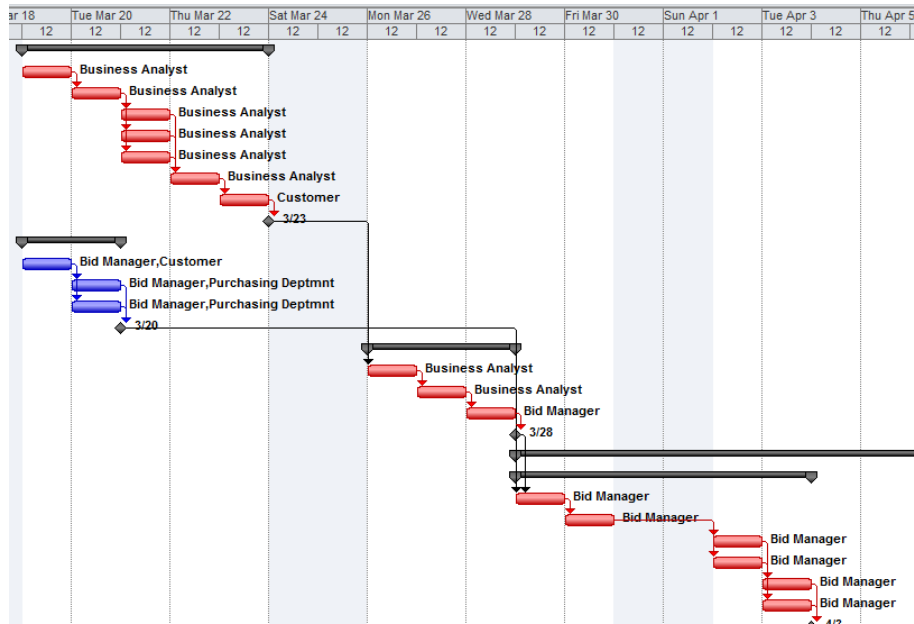 ar 18 Tue Mar 20 Thu Mar 22 Sat Mar 24 Mon Mar 26 Wed Mar 28 Fri Mar 30 Sun Apr 1 Tue Apr 3 Thu Apr 5
12 12 12 12 12 12 12 12 12 12 12 12 12 12 12 12 12 12
Business Analyst
Business Analyst
Business Analyst
Business Analyst
Business Analyst
Business Analyst
Customer
3/23
Bid Manager,Customer
Bid Manager,Purchasing Deptmnt
Bid Manager,Purchasing Deptmnt
3/20
Business Analyst
Business Analyst
Bid Manager
3/28
Bid Manager
Bid Manager
Bid Manager
Bid Manager
Bid Manager
Bid Manager